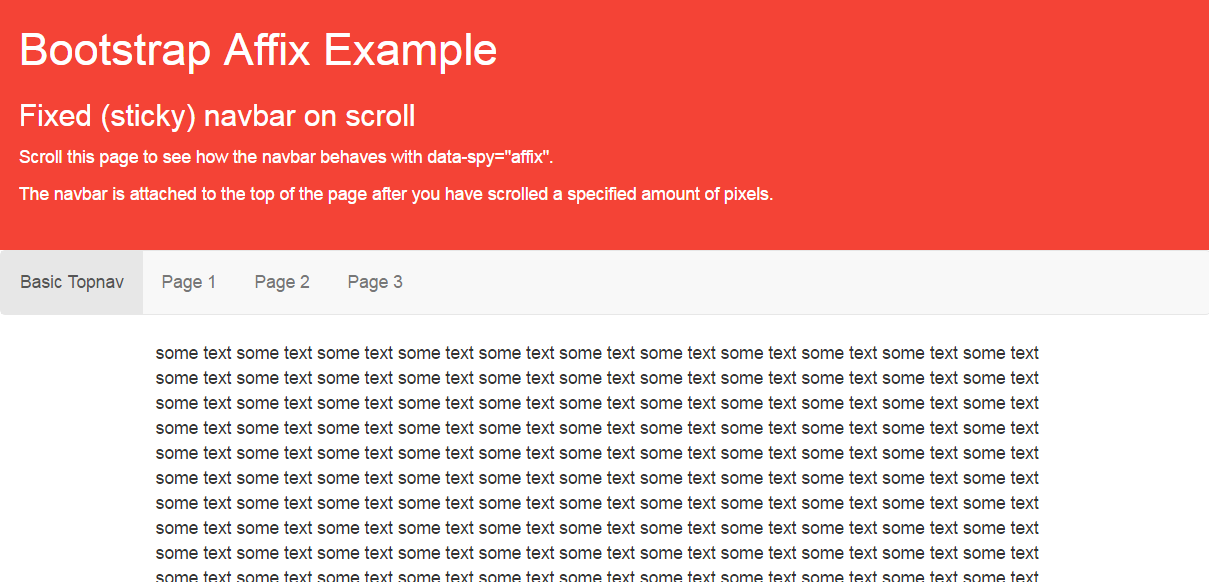 Bootstrap Affix Example
Fixed (sticky) navbar on scroll
Scroll this page to see how the navbar behaves with data-spy="affix".
The navbar is attached to the top of the page after you have scrolled a specified amount of pixels.
Basic Topnav Page 1 Page 2 Page 3
some text some text some text some text some text some text some text some text some text some text some text
some text some text some text some text some text some text some text some text some text some text some text
some text some text some text some text some text some text some text some text some text some text some text
some text some text some text some text some text some text some text some text some text some text some text
some text some text some text some text some text some text some text some text some text some text some text
some text some text some text some text some text some text some text some text some text some text some text
some text some text some text some text some text some text some text some text some text some text some text
some text some text some text some text some text some text some text some text some text some text some text
some text some text some text some text some text some text some text some text some text some text some text
some text some text some text some text some text some text some text some text some text some text some text